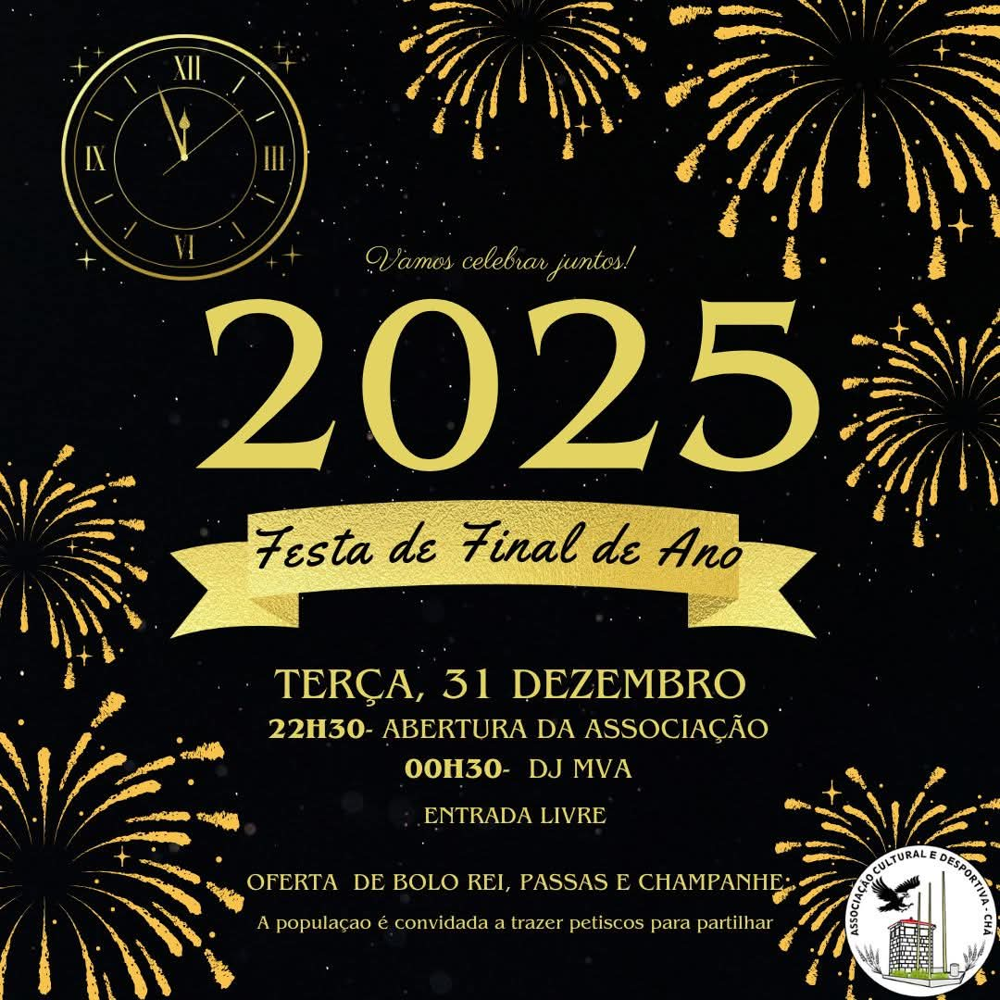 XII
IX III
VI
Vamos celebrar juntos!
2025
Festa de Final de Ano
TERÇA, 31 DEZEMBRO
22H30- ABERTURA DA ASSOCIAÇÃO
00H30- DJ MVA
ENTRADA LIVRE
OFERTA DE BOLO REI, PASSAS E CHAMPANHE
A populaçao é convidada a trazer petiscos para partilhar
ASSOCIAÇÃO CULTURAL E DESPORTIVA - CHÃ